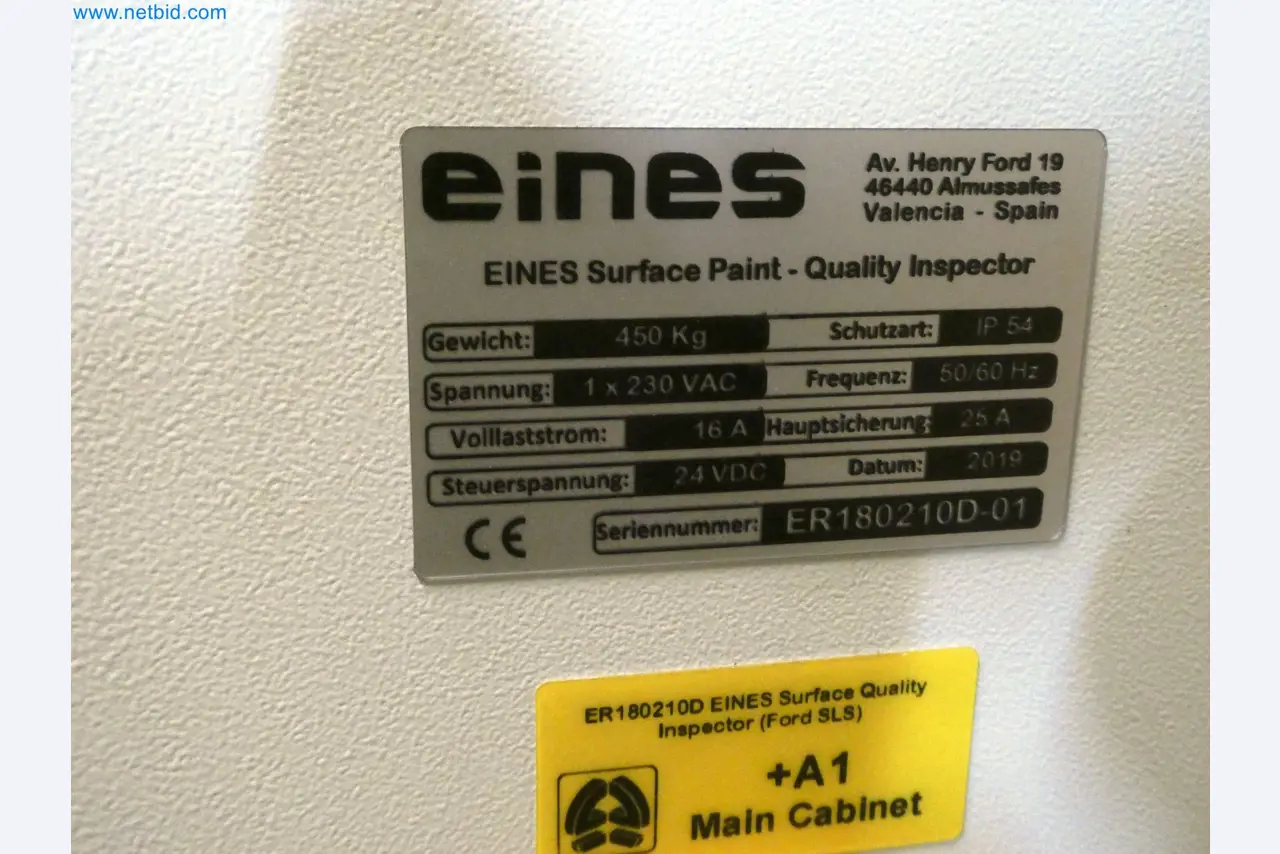 www.netbid.com
eines
Av. Henry Ford 19
46440 Almussafes
Valencia - Spain
EINES Surface Paint - Quality Inspector
Gewicht: 450 Kg Schutzart: IP 54
Spannung: 1 x 230 VAC Frequenz: 50/60 Hz
Volllaststrom: 16 A Hauptsicherung: 25 A
Steuerspannung: 24 VDC Datum: 2019
CE Seriennummer: ER180210D-01
ER180210D EINES Surface Quality
Inspector (Ford SLS)
+A1
Main Cabinet